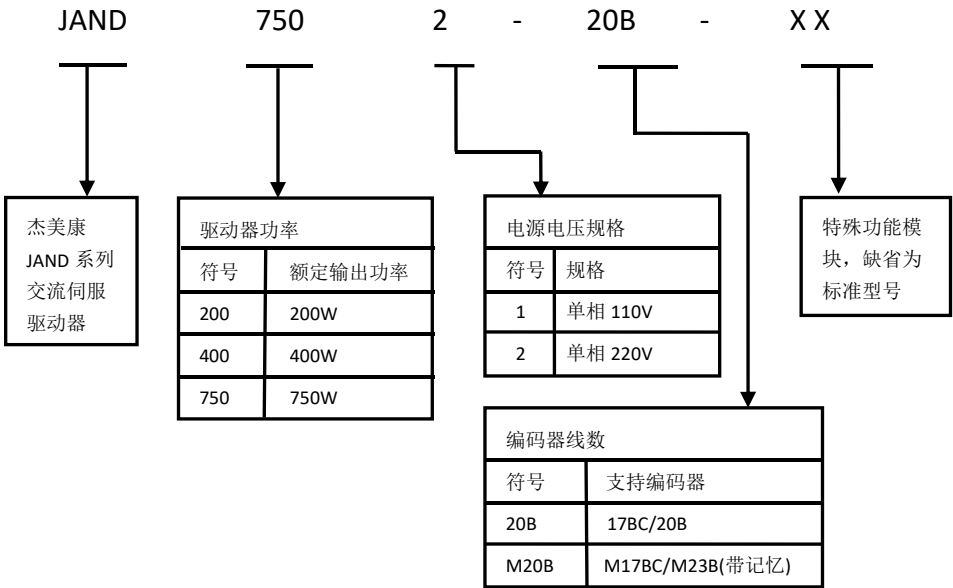 JAND 750 2 - 20B - X X
杰美康
JAND 系列
交流伺服
驱动器
驱动器功率
符号 额定输出功率
200 200W
400 400W
750 750W
电源电压规格
符号 规格
1 单相 110V
2 单相 220V
特殊功能模
块，缺省为
标准型号
编码器线数
符号 支持编码器
20B 17BC/20B
M20B M17BC/M23B(带记忆)